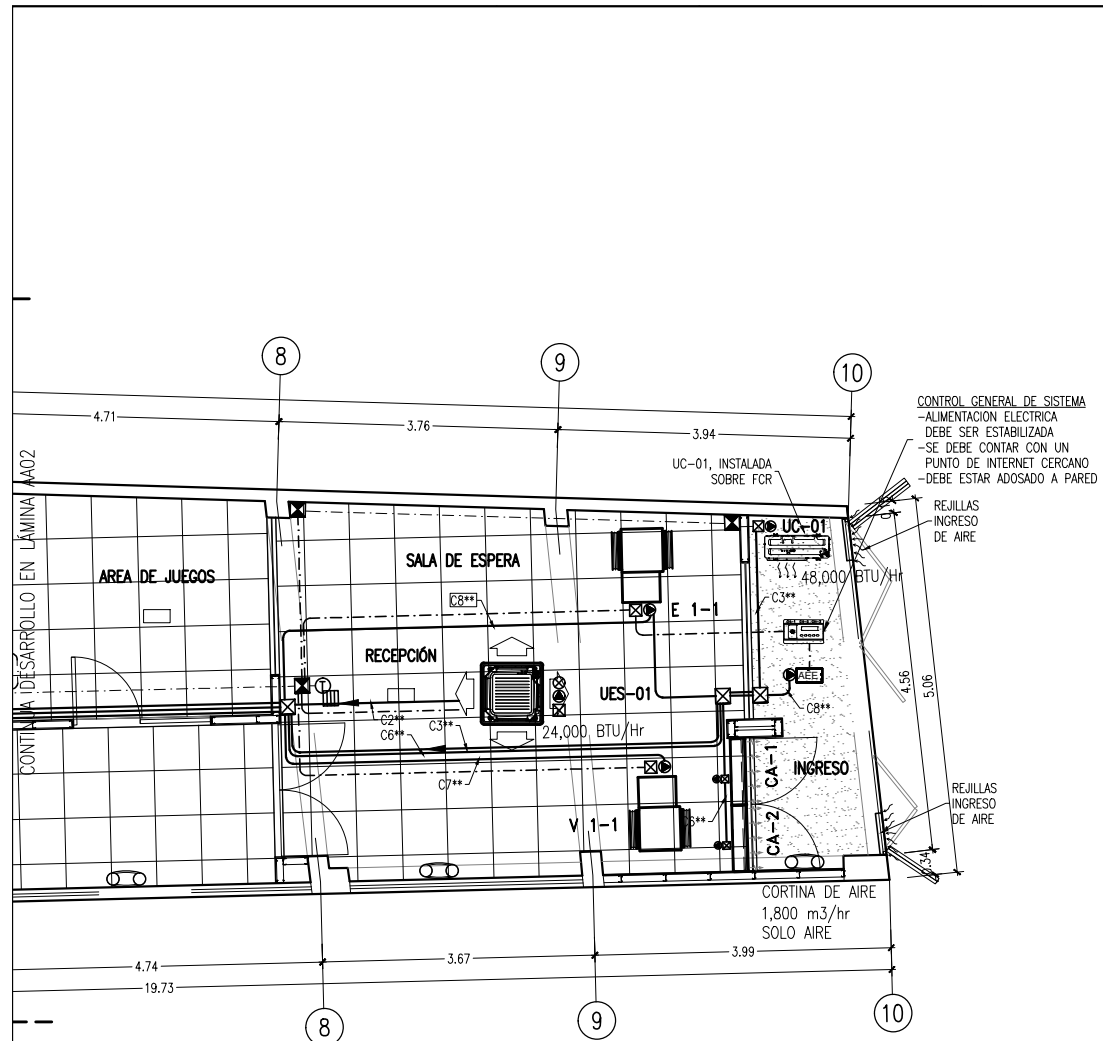 8
9
10
4.71
3.76
3.94
CONTROL GENERAL DE SISTEMA
-ALIMENTACION ELECTRICA
DEBE SER ESTABILIZADA
-SE DEBE CONTAR CON UN
PUNTO DE INTERNET CERCANO
-DEBE ESTAR ADOSADO A PARED
UC-01, INSTALADA
SOBRE FCR
REJILLAS
INGRESO
DE AIRE
UC-01
48,000 BTU/Hr
SALA DE ESPERA
AREA DE JUEGOS
C8**
C3**
E 1-1
RECEPCIÓN
UES-01
24,000 BTU/Hr
T
C2**
C3**
C6**
C7**
AEE
C8**
4.56
5.06
INGRESO
CA-1
CA-2
V 1-1
REJILLAS
INGRESO
DE AIRE
CORTINA DE AIRE
1,800 m3/hr
SOLO AIRE
4.74
3.67
3.99
19.73
8
9
10